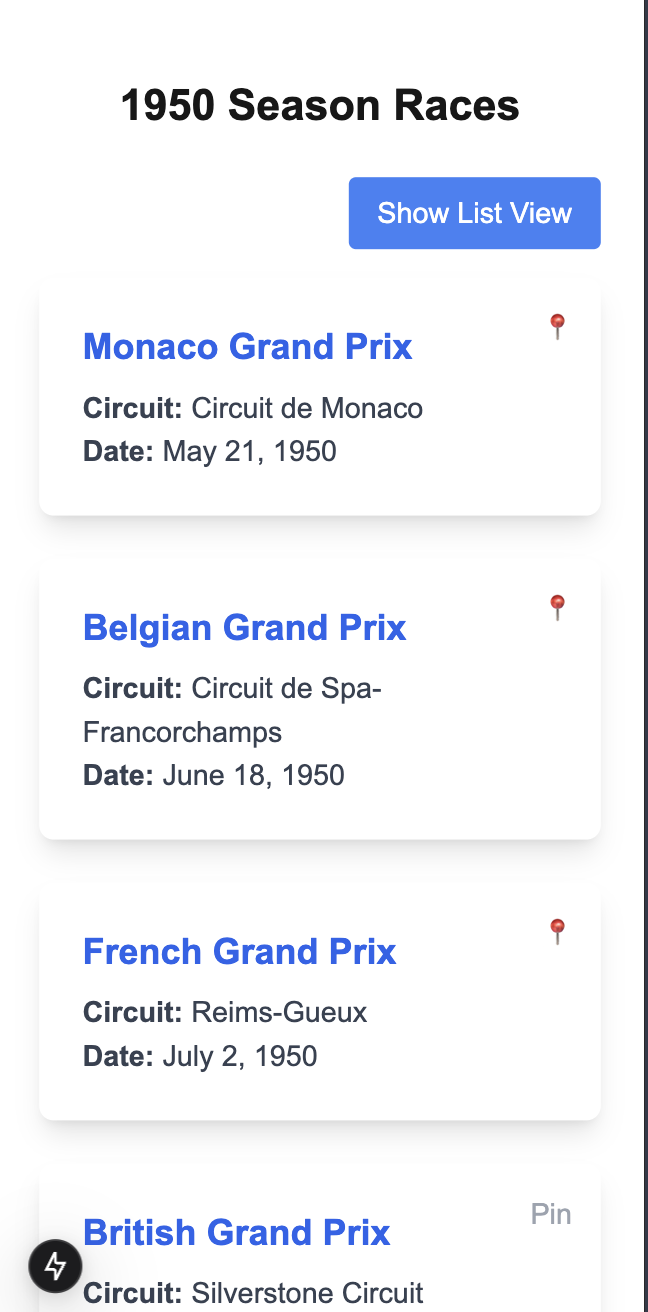 1950 Season Races
Show List View
Monaco Grand Prix
Circuit: Circuit de Monaco
Date: May 21, 1950
Belgian Grand Prix
Circuit: Circuit de Spa-
Francorchamps
Date: June 18, 1950
French Grand Prix
Circuit: Reims-Gueux
Date: July 2, 1950
Pin
British Grand Prix
Circuit: Silverstone Circuit